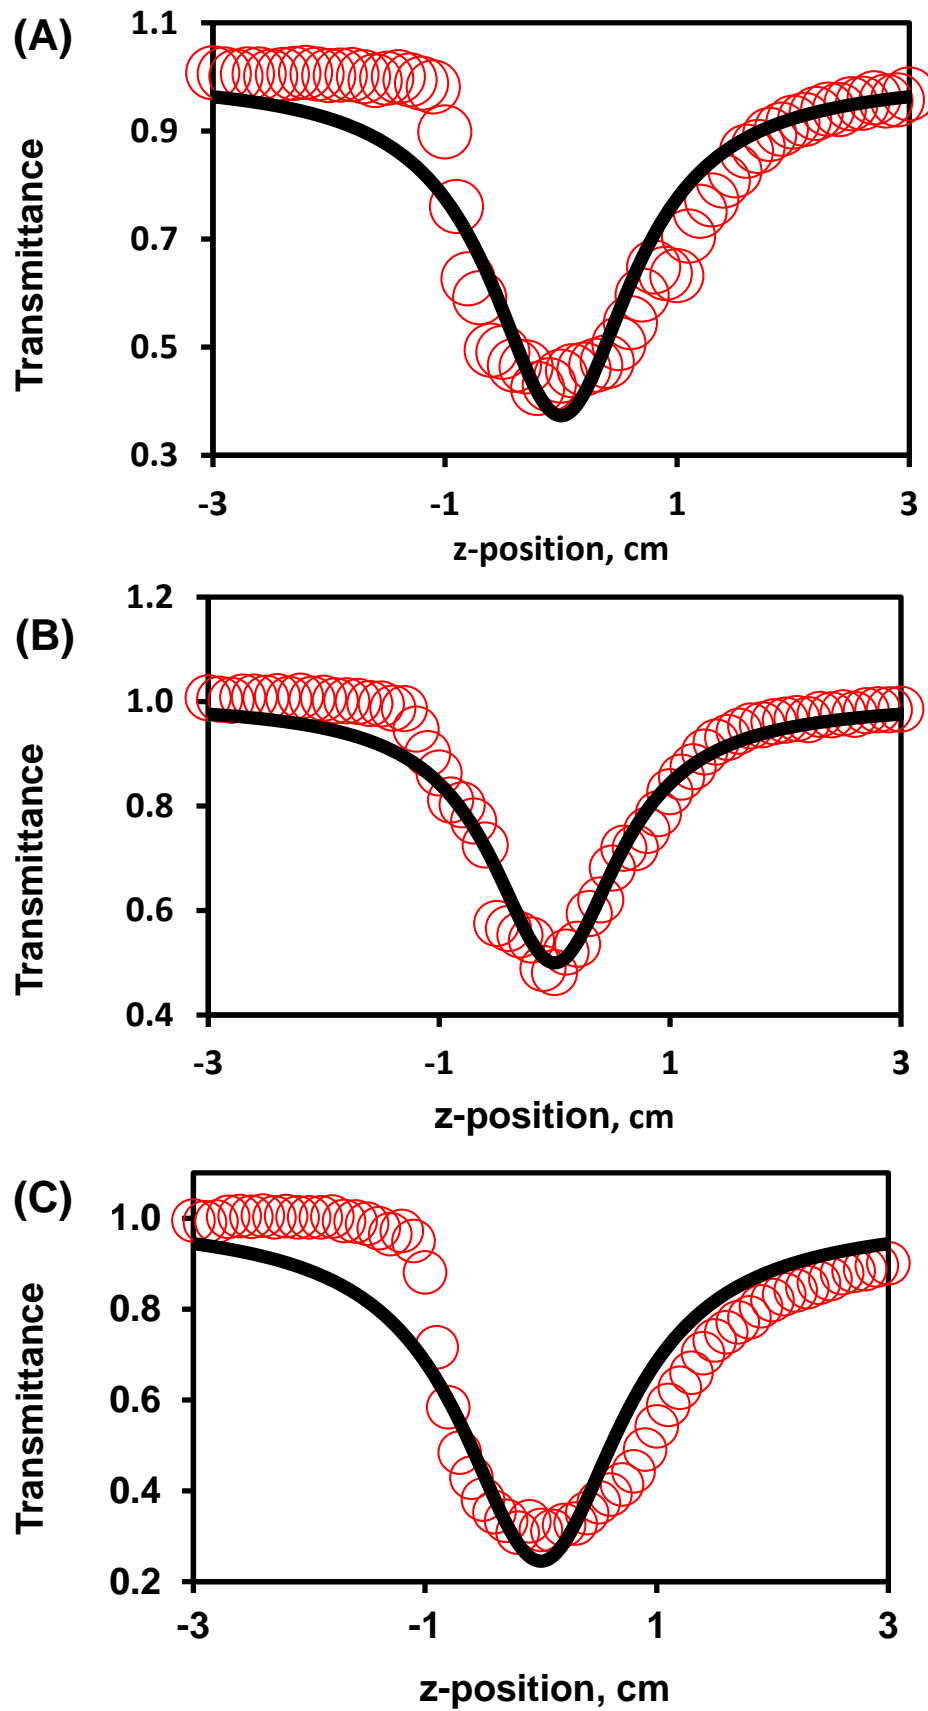 (A)
1.1
0.9
0.7
0.5
0.3
Transmittance
-3 -1 1 3
z-position, cm
(B)
1.2
1.0
0.8
0.6
0.4
Transmittance
-3 -1 1 3
z-position, cm
(C)
1.0
0.8
0.6
0.4
0.2
Transmittance
-3 -1 1 3
z-position, cm